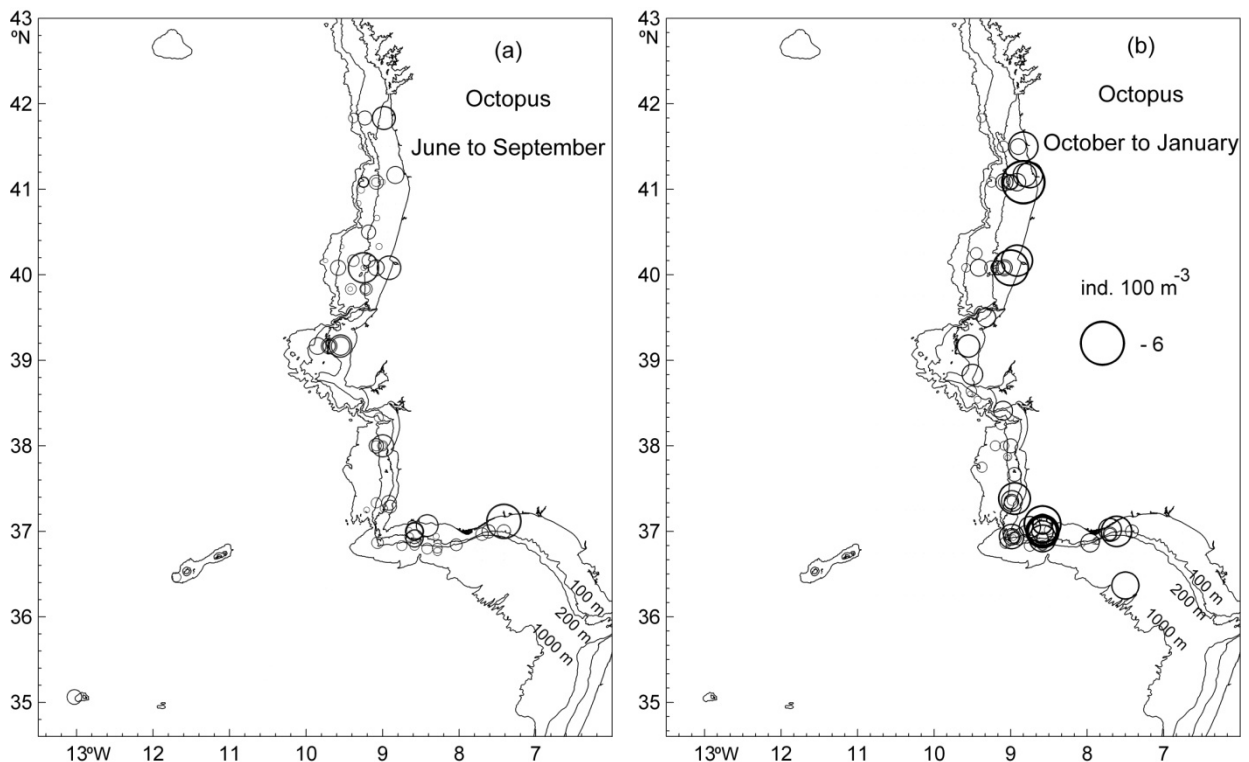 43
ºN
42
41
40
39
38
37
36
35
(a)
Octopus
June to September
100 m
200 m
1000 m
13ºW 12 11 10 9 8 7
43
ºN
42
41
40
39
38
37
36
35
(b)
Octopus
October to January
ind. 100 m-3
- 6
100 m
200 m
1000 m
13ºW 12 11 10 9 8 7